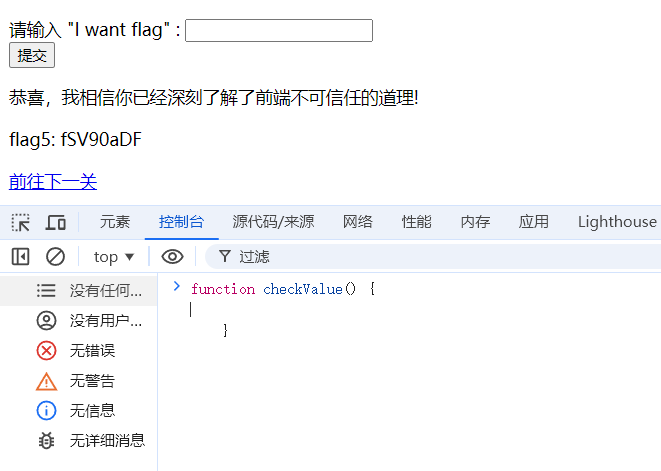 请输入 "I want flag" :
提交
恭喜，我相信你已经深刻了解了前端不可信任的道理!
flag5: fSV90aDF
前往下一关
元素 控制台 源代码/来源 网络 性能 内存 应用 Lighthouse
top ▼ 过滤
没有任何...
没有用户...
无错误
无警告
无信息
无详细消息
function checkValue() {
}